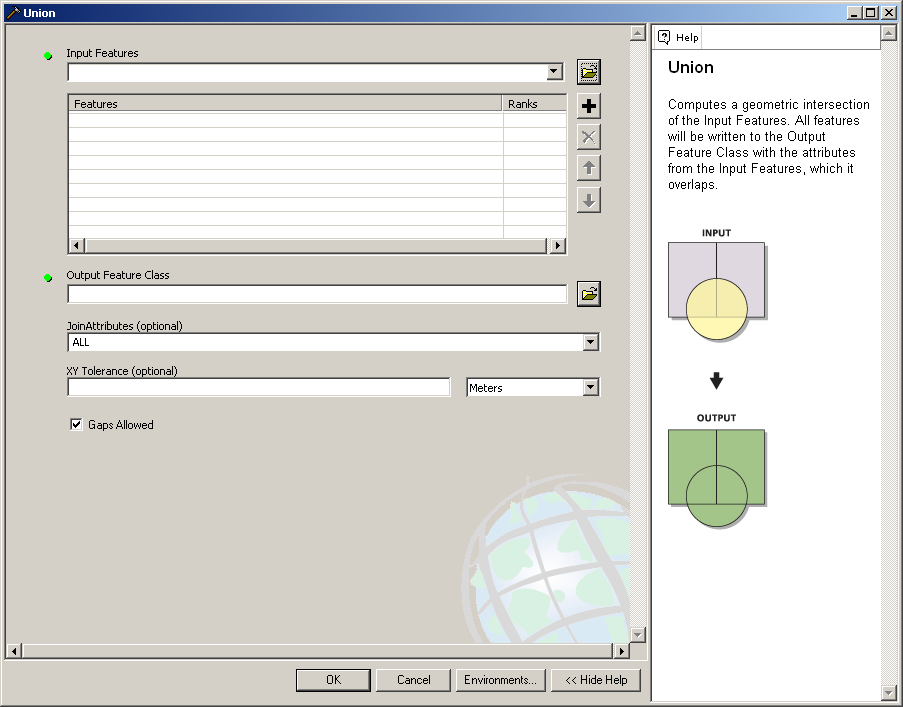 Union
Input Features
Features Ranks
Output Feature Class
JoinAttributes (optional)
ALL
XY Tolerance (optional)
Meters
Gaps Allowed
OK Cancel Environments... << Hide Help
Help
Union
Computes a geometric intersection
of the Input Features. All features
will be written to the Output
Feature Class with the attributes
from the Input Features, which it
overlaps.
INPUT
OUTPUT